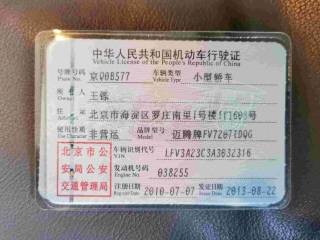 中华人民共和国机动车行驶证
Vehicle License of the People's Republic of China
号牌号码 京Q0B577 车辆类型 小型轿车
Plate No. Vehicle Type
所有人 王
Owner
住址 北京市海淀区罗庄南里1号楼 1608号
Address
使用性质 非营运 品牌型号 迈腾牌FV7207TDQG
Use Character Model
北京市公
安局公安
交通管理局
车辆识别代号 LFV3A23C3A3632316
VIN
发动机号码 038255
Engine No.
注册日期 2010-07-07 发证日期 2013-08-22
Register Date Issue Date